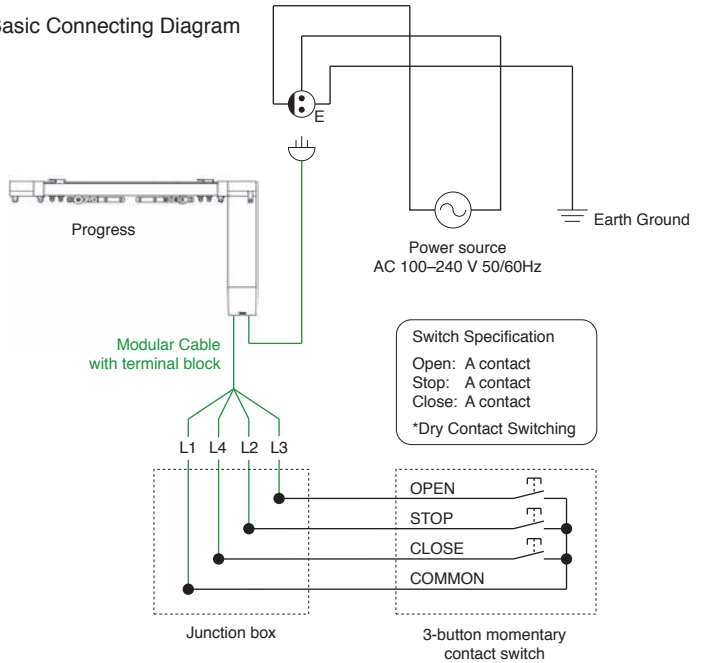 Basic Connecting Diagram
E
Progress
Earth Ground
Power source
AC 100–240 V 50/60Hz
Modular Cable
with terminal block
Switch Specification
Open: A contact
Stop: A contact
Close: A contact
*Dry Contact Switching
L1 L4 L2 L3
OPEN
STOP
CLOSE
COMMON
Junction box
3-button momentary
contact switch